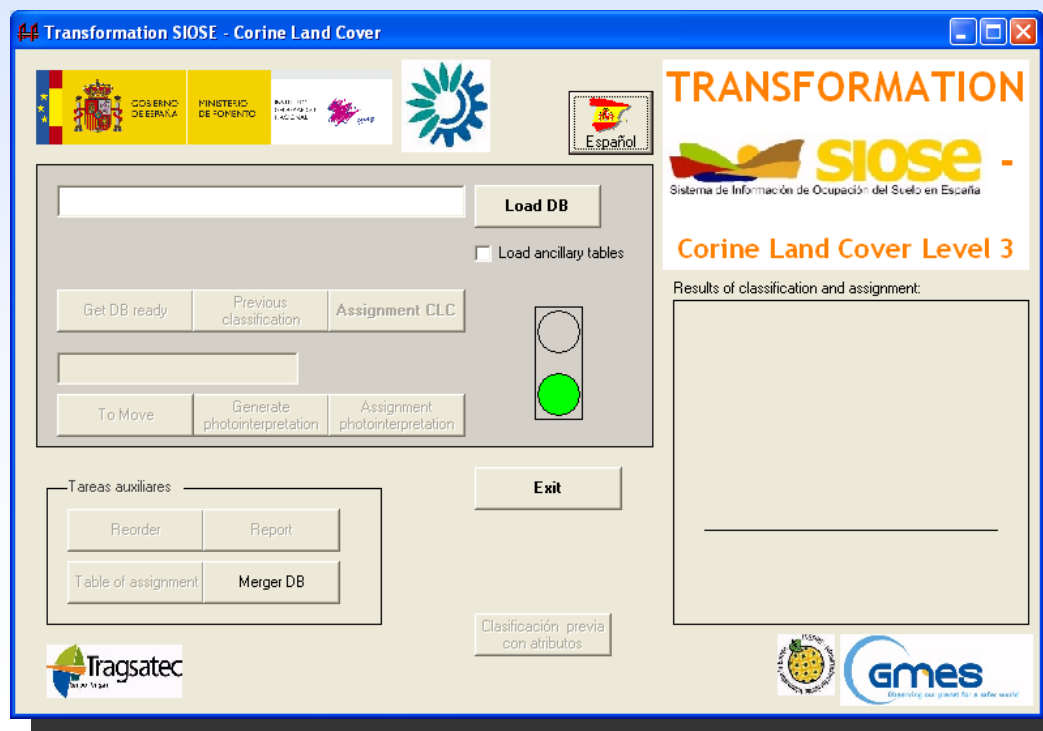 Transformation SIOSE - Corine Land Cover
GOBIERNO
DE ESPAÑA
MINISTERIO
DE FOMENTO
Español
TRANSFORMATION
SIOSE -
Sistema de Información de Ocupación del Suelo en España
Corine Land Cover Level 3
Load DB
Load ancillary tables
Get DB ready
Previous
classification
Assignment CLC
To Move
Generate
photointerpretation
Assignment
photointerpretation
Results of classification and assignment:
Tareas auxiliares
Reorder
Report
Table of assignment
Merger DB
Exit
Clasificación previa
con atributos
Tragsatec
GMES
Observing our planet for a safer world